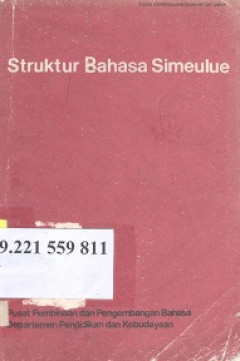 Struktur Bahasa Simeulue
9.221 559 811
Pusat Pembinaan dan Pengembangan Bahasa
Departemen Pendidikan dan Kebudayaan